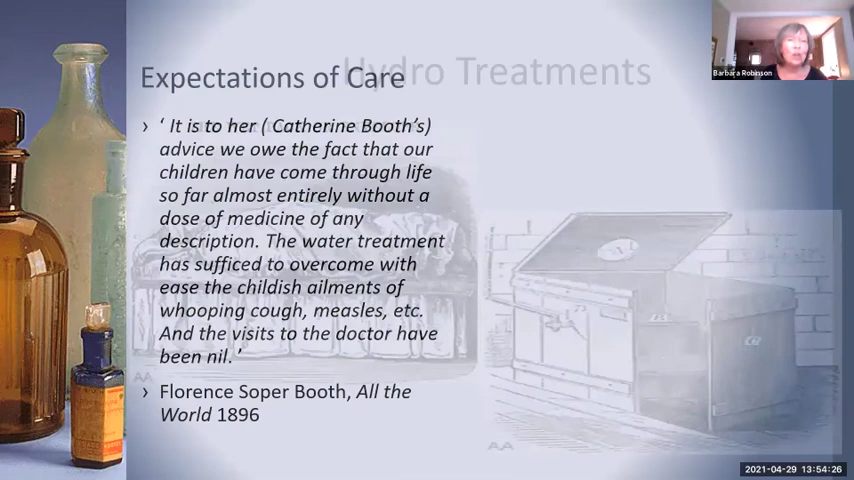 Hydro Treatments
Expectations of Care
› ‘ It is to her ( Catherine Booth’s)
advice we owe the fact that our
children have come through life
so far almost entirely without a
dose of medicine of any
description. The water treatment
has sufficed to overcome with
ease the childish ailments of
whooping cough, measles, etc.
And the visits to the doctor have
been nil. ’
› Florence Soper Booth, All the
World 1896
AA
AA
Barbara Robinson
2021-04-29 13:54:26